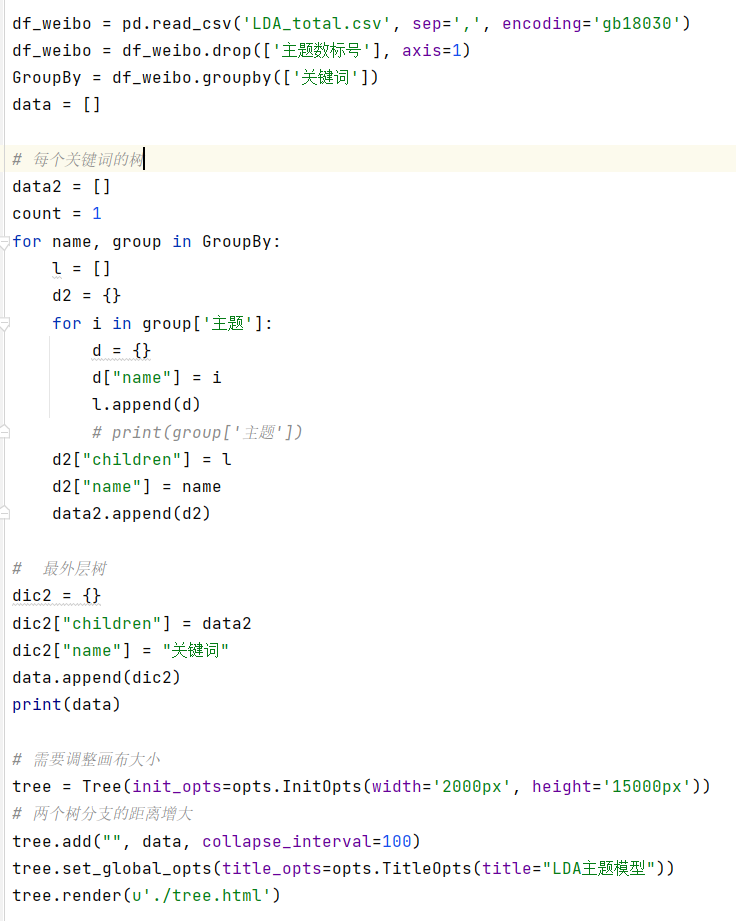 df_weibo = pd.read_csv('LDA_total.csv', sep=',', encoding='gb18030')
df_weibo = df_weibo.drop(['主题数标号'], axis=1)
GroupBy = df_weibo.groupby(['关键词'])
data = []

# 每个关键词的树
data2 = []
count = 1
for name, group in GroupBy:
    l = []
    d2 = {}
    for i in group['主题']:
        d = {}
        d["name"] = i
        l.append(d)
        # print(group['主题'])
    d2["children"] = l
    d2["name"] = name
    data2.append(d2)

#  最外层树
dic2 = {}
dic2["children"] = data2
dic2["name"] = "关键词"
data.append(dic2)
print(data)

# 需要调整画布大小
tree = Tree(init_opts=opts.InitOpts(width='2000px', height='15000px'))
# 两个树分支的距离增大
tree.add("", data, collapse_interval=100)
tree.set_global_opts(title_opts=opts.TitleOpts(title="LDA主题模型"))
tree.render(u'./tree.html')